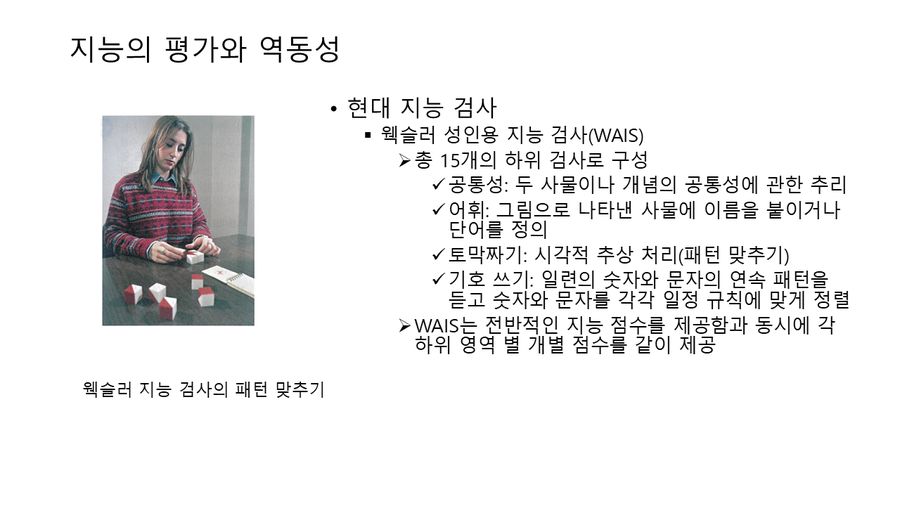 지능의 평가와 역동성
• 현대 지능 검사
▪ 웩슬러 성인용 지능 검사(WAIS)
➢총 15개의 하위 검사로 구성
✓공통성: 두 사물이나 개념의 공통성에 관한 추리
✓어휘: 그림으로 나타낸 사물에 이름을 붙이거나
단어를 정의
✓토막짜기: 시각적 추상 처리(패턴 맞추기)
✓기호 쓰기: 일련의 숫자와 문자의 연속 패턴을
듣고 숫자와 문자를 각각 일정 규칙에 맞게 정렬
➢WAIS는 전반적인 지능 점수를 제공함과 동시에 각
하위 영역 별 개별 점수를 같이 제공
웩슬러 지능 검사의 패턴 맞추기